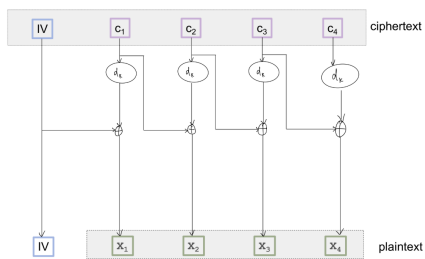 IV c₁ c₂ c₃ c₄ ciphertext
dₖ dₖ dₖ dₖ
IV x₁ x₂ x₃ x₄ plaintext